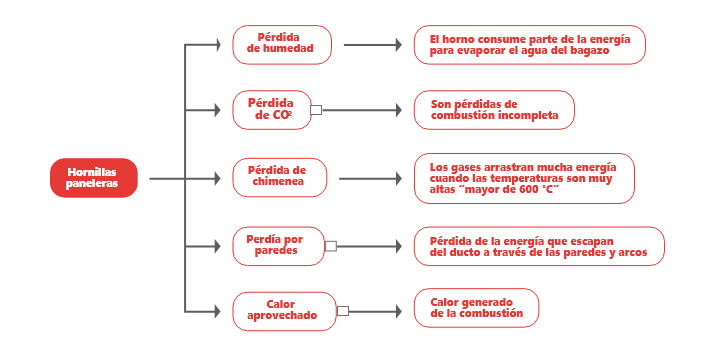 Pérdida
de humedad
El horno consume parte de la energía
para evaporar el agua del bagazo
Pérdida
de CO²
Son pérdidas de
combustión incompleta
Hornillas
paneleras
Pérdida de
chimenea
Los gases arrastran mucha energía
cuando las temperaturas son muy
altas “mayor de 600 °C”
Perdía por
paredes
Pérdida de la energía que escapan
del ducto a través de las paredes y arcos
Calor
aprovechado
Calor generado
de la combustión